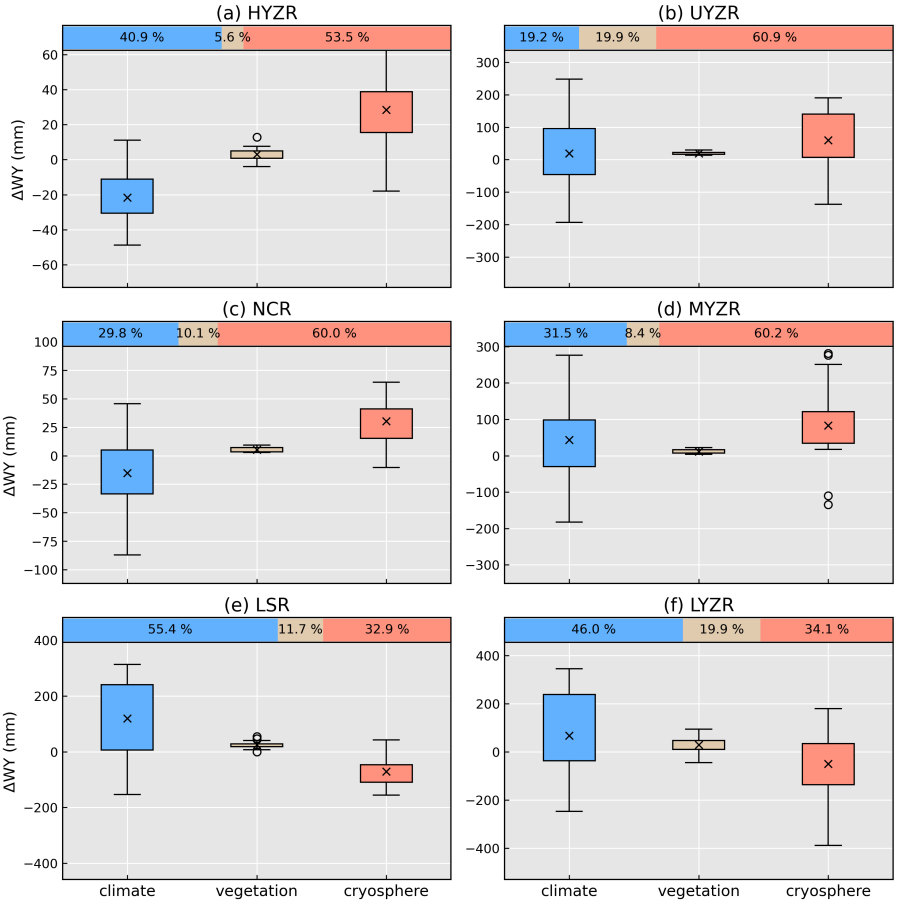 (a) HYZR
40.9 % 5.6 % 53.5 %
60
40
20
0
−20
−40
−60
ΔWY (mm)
(b) UYZR
19.2 % 19.9 % 60.9 %
300
200
100
0
−100
−200
−300
(c) NCR
29.8 % 10.1 % 60.0 %
100
75
50
25
0
−25
−50
−75
−100
ΔWY (mm)
(d) MYZR
31.5 % 8.4 % 60.2 %
300
200
100
0
−100
−200
−300
(e) LSR
55.4 % 11.7 % 32.9 %
400
200
0
−200
−400
ΔWY (mm)
climate vegetation cryosphere
(f) LYZR
46.0 % 19.9 % 34.1 %
400
200
0
−200
−400
climate vegetation cryosphere